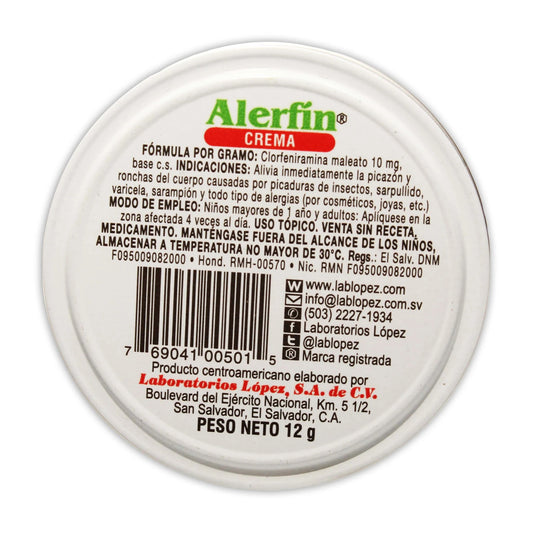 Alerfin®
CREMA
FÓRMULA POR GRAMO: Clorfeniramina maleato 10 mg,
base c.s. INDICACIONES: Alivia inmediatamente la picazón y
ronchas del cuerpo causadas por picaduras de insectos, sarpullido,
varicela, sarampión y todo tipo de alergias (por cosméticos, joyas, etc.)
MODO DE EMPLEO: Niños mayores de 1 año y adultos: Aplíquese en la
zona afectada 4 veces al día. USO TÓPICO. VENTA SIN RECETA.
MEDICAMENTO. MANTÉNGASE FUERA DEL ALCANCE DE LOS NIÑOS,
ALMACENAR A TEMPERATURA NO MAYOR DE 30°C. Regs.: El Salv. DNM
F095009082000 • Hond. RMH-00570 • Nic. RMN F095009082000
W www.lablopez.com
info@lablopez.com.sv
(503) 2227-1934
f Laboratorios López
t @lablopez
® Marca registrada
7 69041 00501 5
Producto centroamericano elaborado por
Laboratorios López, S.A. de C.V.
Boulevard del Ejército Nacional, Km. 5 1/2,
San Salvador, El Salvador, C.A.
PESO NETO 12 g